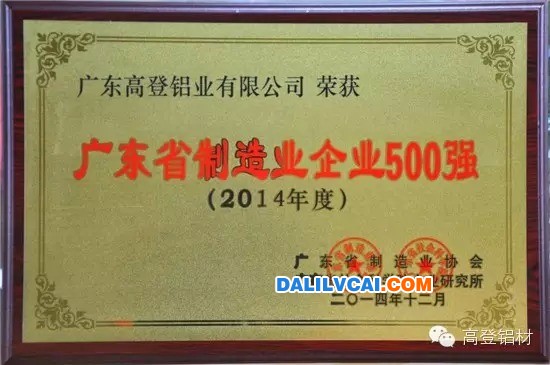 广东高登铝业有限公司 荣获
广东省制造业企业500强
(2014年度)
广东省制造业协会
业研究所
DALILVCAI.COM
二〇一四年十二月
高登铝材